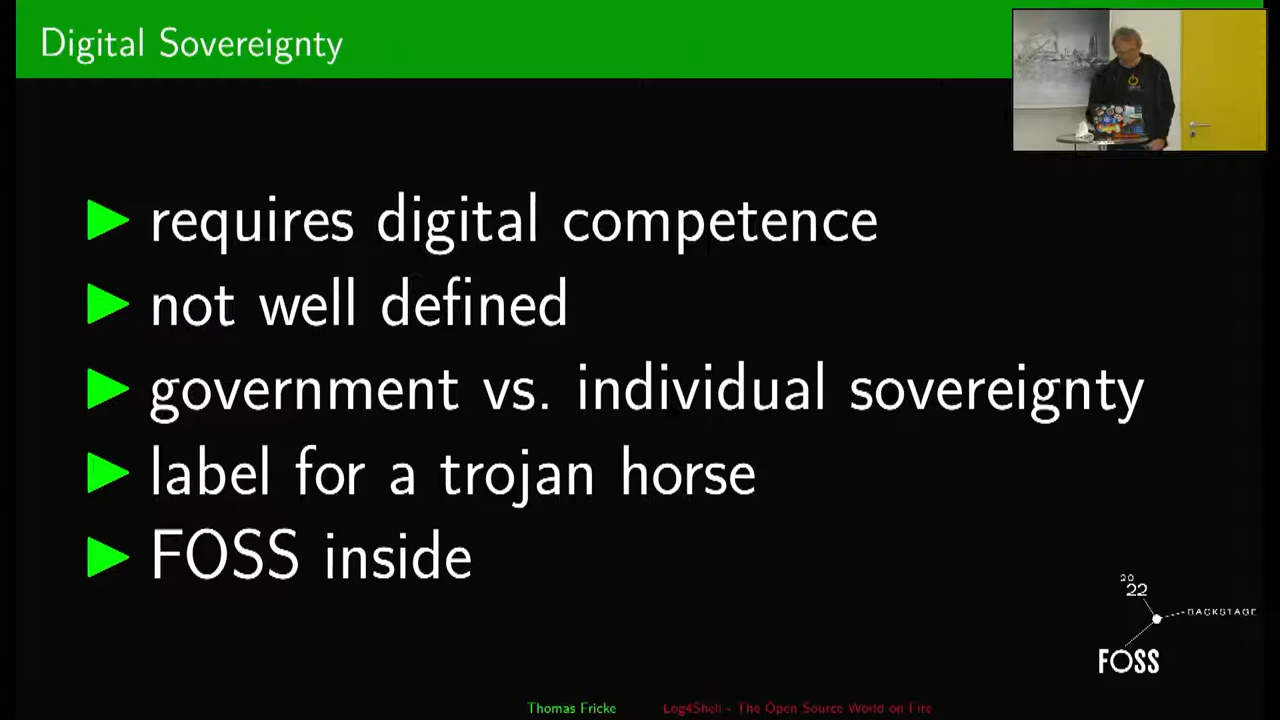 Digital Sovereignty
requires digital competence
not well defined
government vs. individual sovereignty
label for a trojan horse
FOSS inside
20
22
BACKSTAGE
FOSS
Thomas Fricke
Log4Shell - The Open Source World on Fire